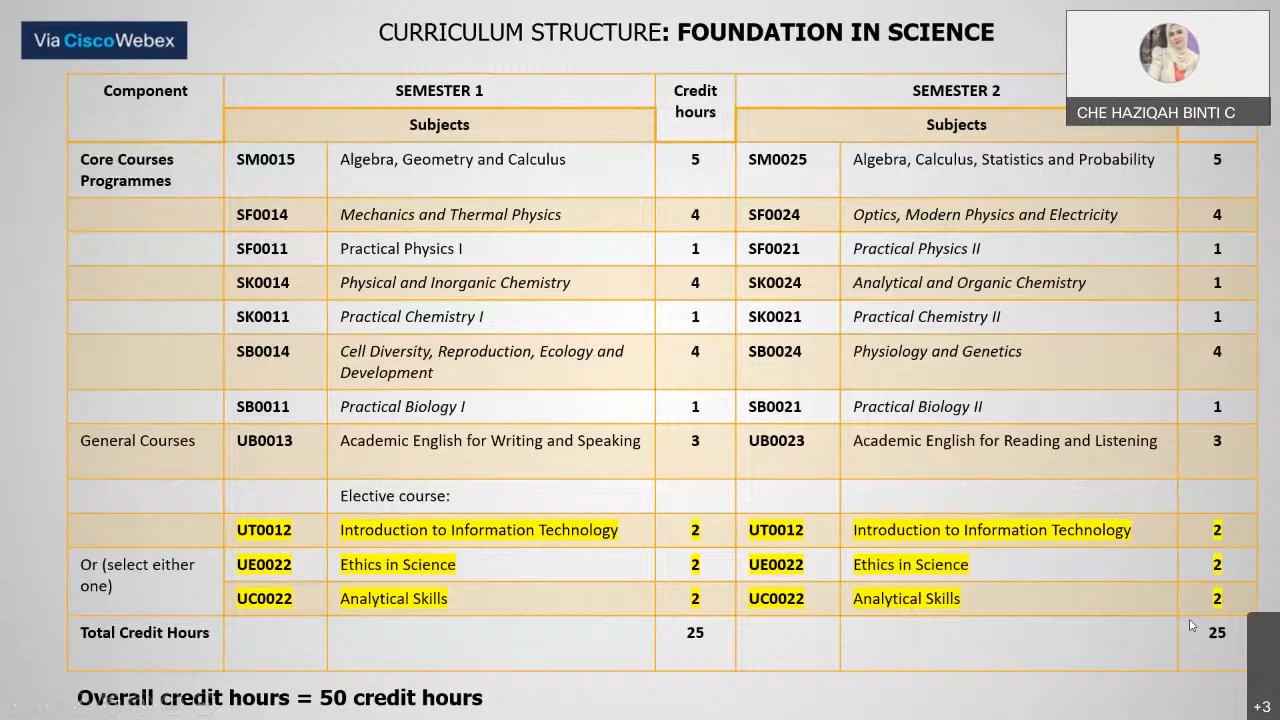 Via CiscoWebex
CURRICULUM STRUCTURE: FOUNDATION IN SCIENCE
CHE HAZIQAH BINTI C
Component SEMESTER 1 Credit hours SEMESTER 2
Subjects Subjects
Core Courses Programmes SM0015 Algebra, Geometry and Calculus 5 SM0025 Algebra, Calculus, Statistics and Probability 5
SF0014 Mechanics and Thermal Physics 4 SF0024 Optics, Modern Physics and Electricity 4
SF0011 Practical Physics I 1 SF0021 Practical Physics II 1
SK0014 Physical and Inorganic Chemistry 4 SK0024 Analytical and Organic Chemistry 1
SK0011 Practical Chemistry I 1 SK0021 Practical Chemistry II 1
SB0014 Cell Diversity, Reproduction, Ecology and Development 4 SB0024 Physiology and Genetics 4
SB0011 Practical Biology I 1 SB0021 Practical Biology II 1
General Courses UB0013 Academic English for Writing and Speaking 3 UB0023 Academic English for Reading and Listening 3
Elective course:
UT0012 Introduction to Information Technology 2 UT0012 Introduction to Information Technology 2
Or (select either one) UE0022 Ethics in Science 2 UE0022 Ethics in Science 2
UC0022 Analytical Skills 2 UC0022 Analytical Skills 2
Total Credit Hours 25 25
Overall credit hours = 50 credit hours
+3